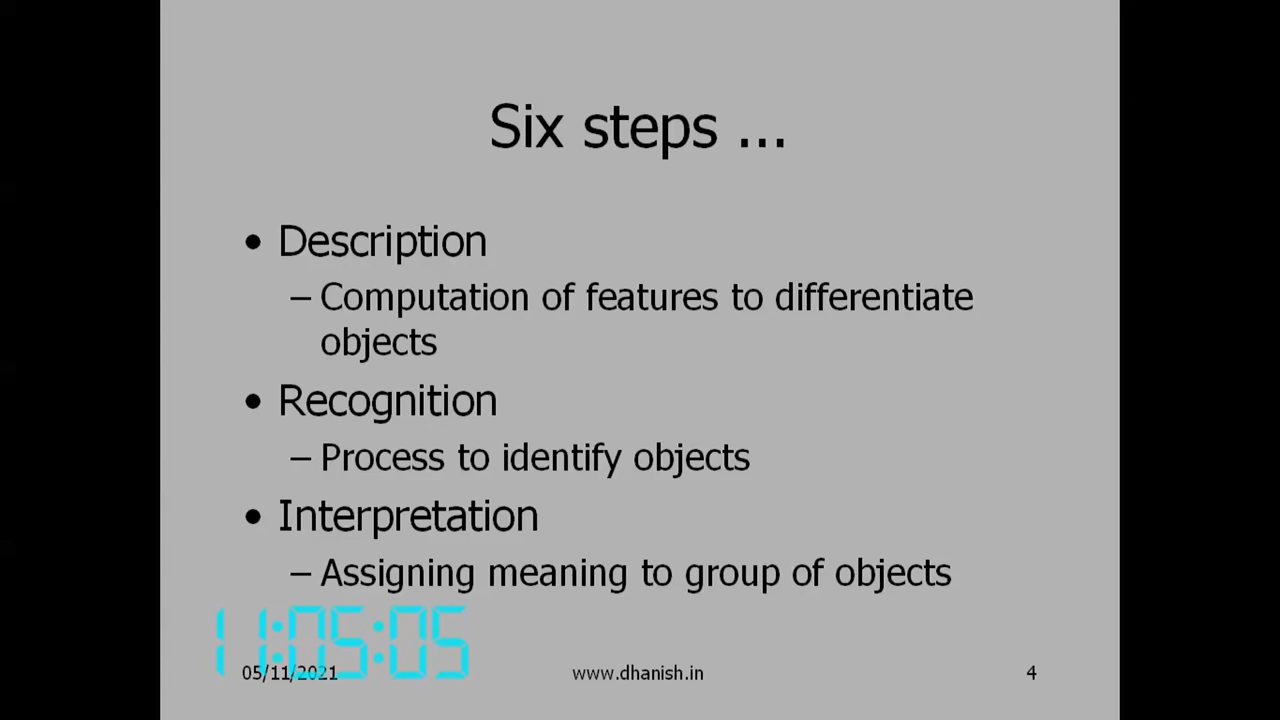 Six steps ...
• Description
– Computation of features to differentiate
objects
• Recognition
– Process to identify objects
• Interpretation
– Assigning meaning to group of objects
11:05:05
05/11/2021 www.dhanish.in 4